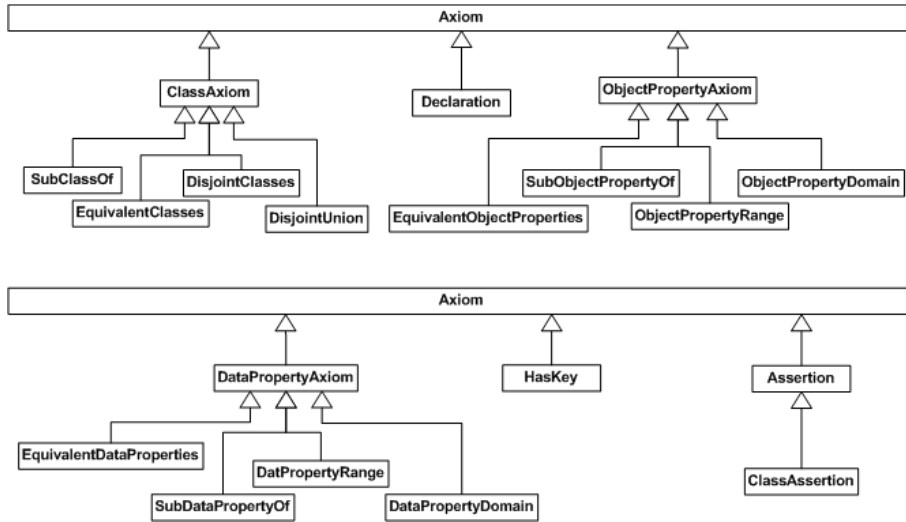 Axiom
ClassAxiom
Declaration
ObjectPropertyAxiom
SubClassOf
DisjointClasses
SubObjectPropertyOf
ObjectPropertyDomain
EquivalentClasses
DisjointUnion
EquivalentObjectProperties
ObjectPropertyRange
Axiom
DataPropertyAxiom
HasKey
Assertion
EquivalentDataProperties
DatPropertyRange
ClassAssertion
SubDataPropertyOf
DataPropertyDomain